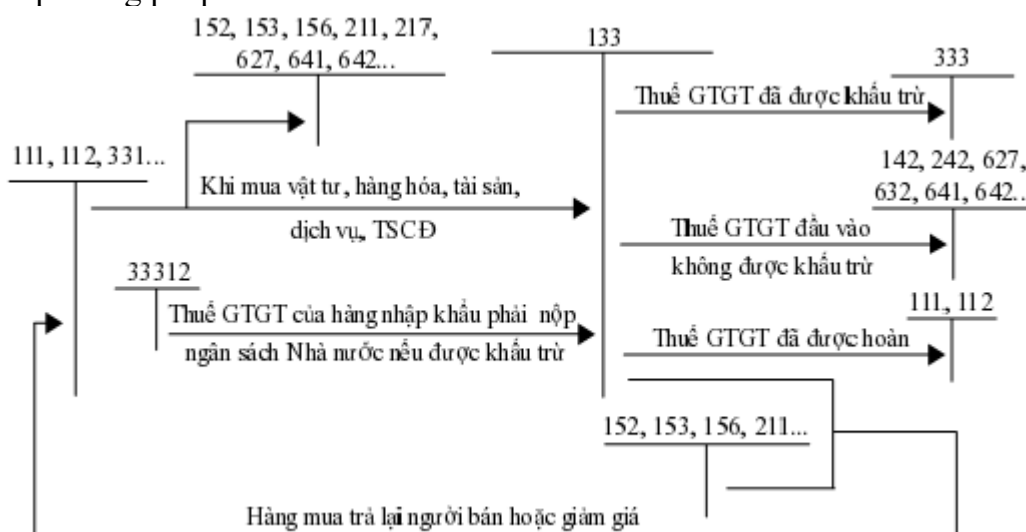 152, 153, 156, 211, 217,
627, 641, 642...
133
333
Thuế GTGT đã được khấu trừ
111, 112, 331...
142, 242, 627,
632, 641, 642..
Khi mua vật tư, hàng hóa, tài sản,
dịch vụ, TSCĐ
Thuế GTGT đầu vào
không được khấu trừ
33312
Thuế GTGT của hàng nhập khẩu phải nộp
ngân sách Nhà nước nếu được khấu trừ
111, 112
Thuế GTGT đã được hoàn
152, 153, 156, 211...
Hàng mua trả lại người bán hoặc giảm giá